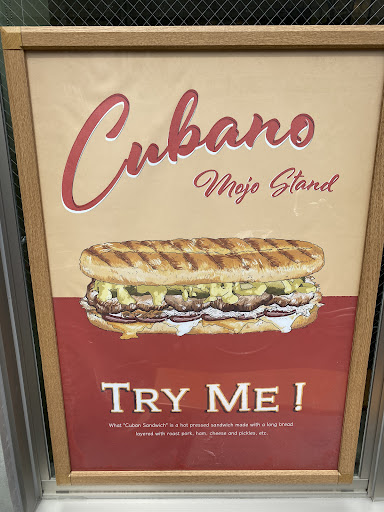 Cubano
Mojo Stand
TRY ME !
What "Cuban Sandwich" is a hot pressed sandwich made with a long bread
layered with roast pork, ham, cheese and pickles, etc.